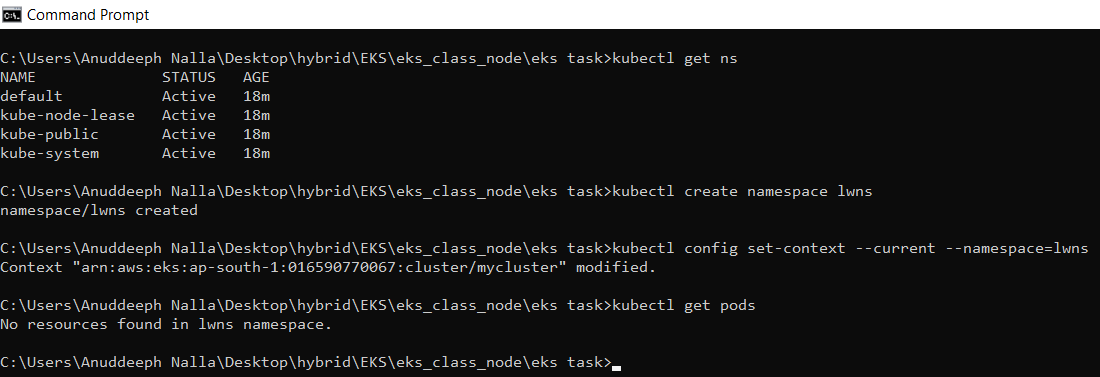 Command Prompt
C:\Users\Anuddeeph Nalla\Desktop\hybrid\EKS\eks_class_node\eks task>kubectl get ns
NAME              STATUS   AGE
default           Active   18m
kube-node-lease   Active   18m
kube-public       Active   18m
kube-system       Active   18m
C:\Users\Anuddeeph Nalla\Desktop\hybrid\EKS\eks_class_node\eks task>kubectl create namespace lwns
namespace/lwns created
C:\Users\Anuddeeph Nalla\Desktop\hybrid\EKS\eks_class_node\eks task>kubectl config set-context --current --namespace=lwns
Context "arn:aws:eks:ap-south-1:016590770067:cluster/mycluster" modified.
C:\Users\Anuddeeph Nalla\Desktop\hybrid\EKS\eks_class_node\eks task>kubectl get pods
No resources found in lwns namespace.
C:\Users\Anuddeeph Nalla\Desktop\hybrid\EKS\eks_class_node\eks task>